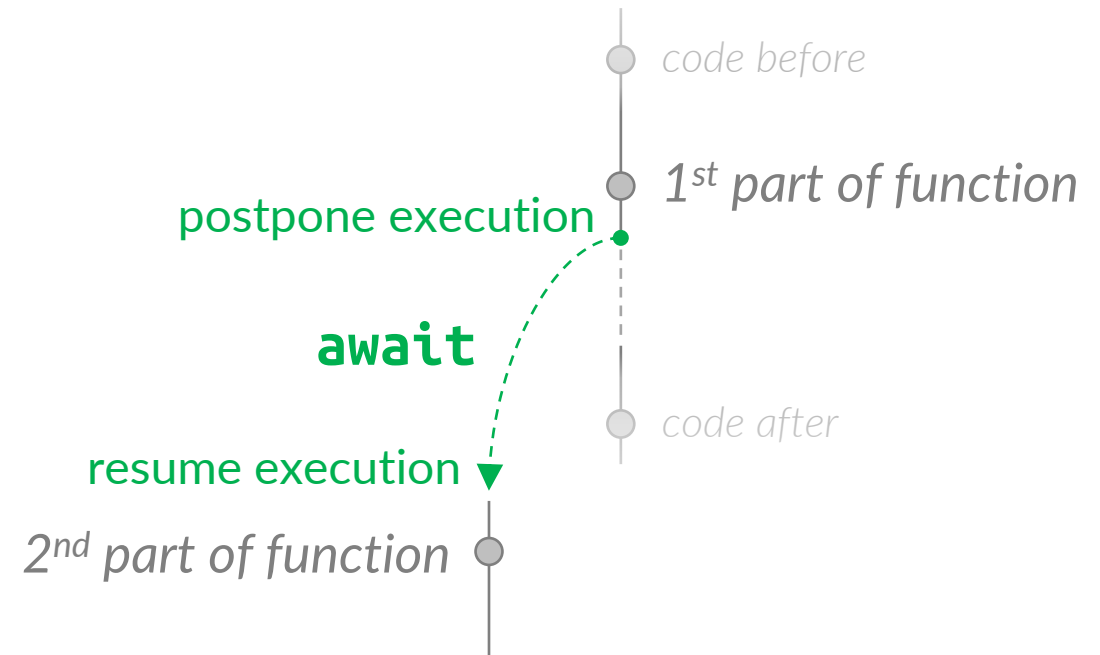 code before
1st part of function
postpone execution
await
code after
resume execution
2nd part of function